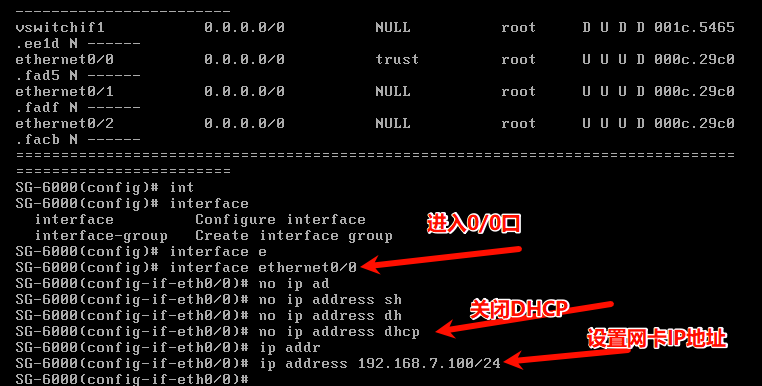 -------------------------
vswitchif1 0.0.0.0/0 NULL root D U D D 001c.5465
.ee1d N ------
ethernet0/0 trust root U U U D 000c.29c0
.fad5 N ------
ethernet0/1 0.0.0.0/0 NULL root U U U D 000c.29c0
.fadf N ------
ethernet0/2 0.0.0.0/0 NULL root U U U D 000c.29c0
.facb N ------
================================================================================
========================
SG-6000(config)# int
SG-6000(config)# interface
interface Configure interface
interface-group Create interface group
进入0/0口
SG-6000(config)# interface e
SG-6000(config)# interface ethernet0/0
SG-6000(config-if-eth0/0)# no ip ad
SG-6000(config-if-eth0/0)# no ip address sh
关闭DHCP
SG-6000(config-if-eth0/0)# no ip address dh
SG-6000(config-if-eth0/0)# no ip address dhcp
设置网卡IP地址
SG-6000(config-if-eth0/0)# ip addr
SG-6000(config-if-eth0/0)# ip address 192.168.7.100/24
SG-6000(config-if-eth0/0)#